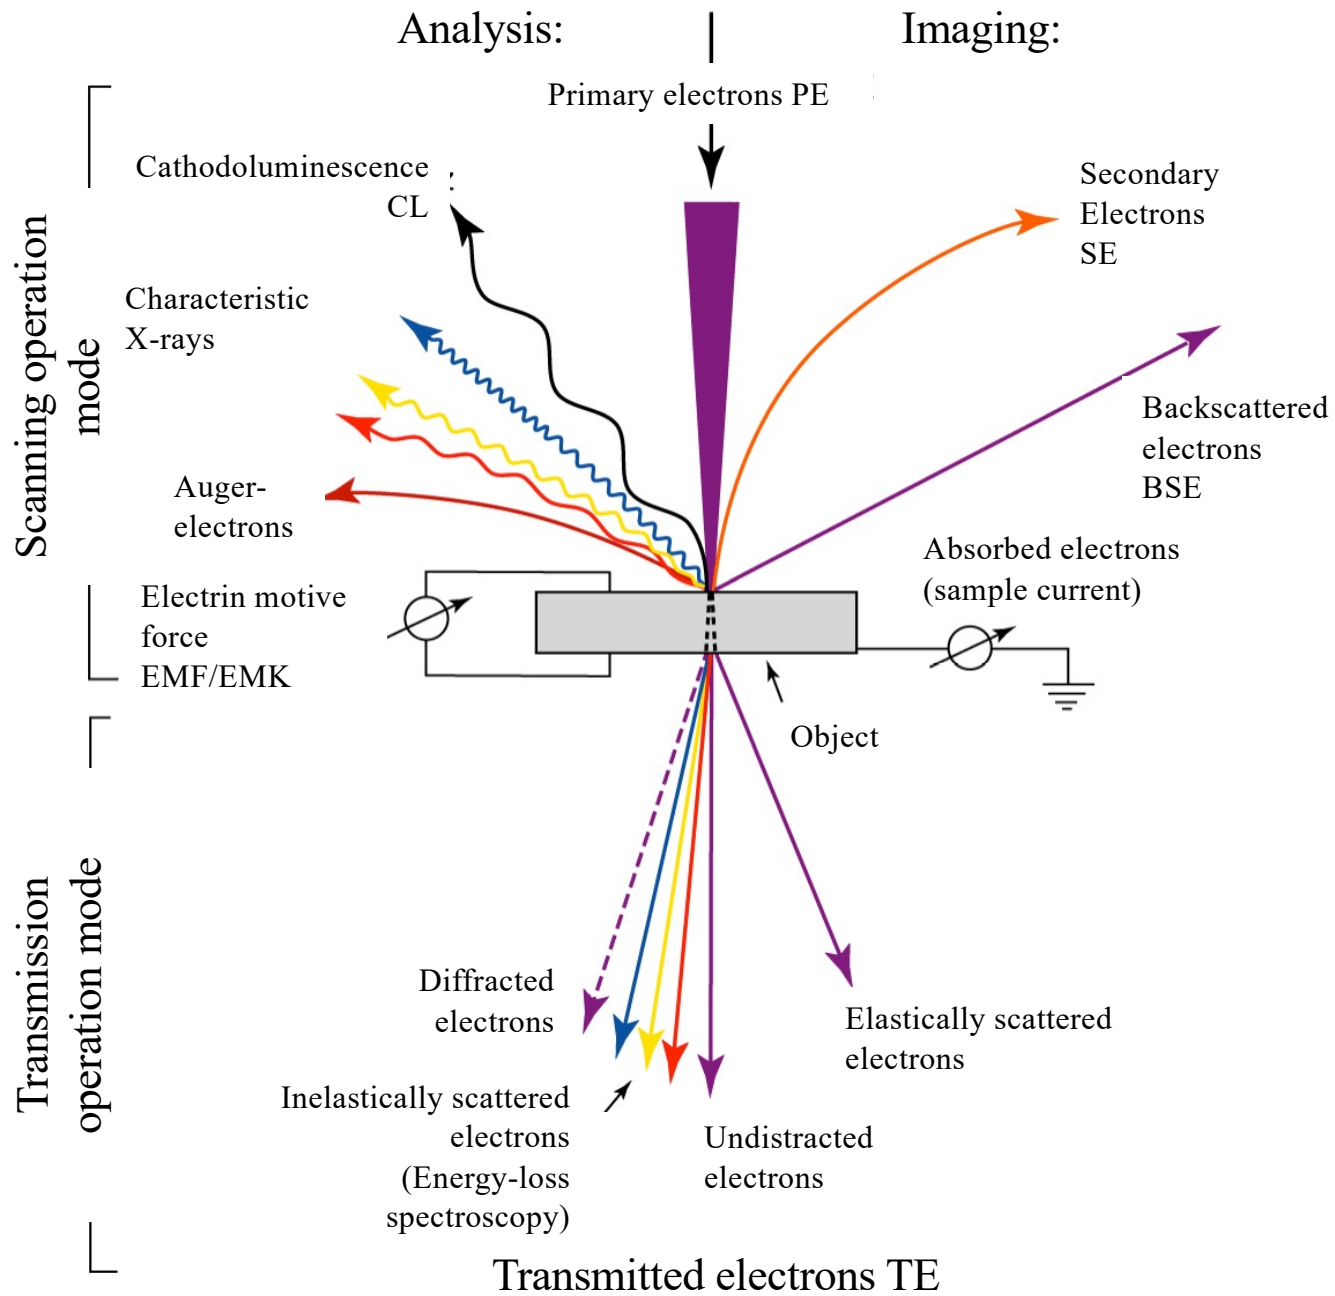 Analysis:
Imaging:
Primary electrons PE
Cathodoluminescence
CL
Secondary
Electrons
SE
Characteristic
X-rays
Backscattered
electrons
BSE
Auger-
electrons
Scanning operation
mode
Absorbed electrons
(sample current)
Electrin motive
force
EMF/EMK
Object
Transmission
operation mode
Diffracted
electrons
Elastically scattered
electrons
Inelastically scattered
electrons
(Energy-loss
spectroscopy)
Undistracted
electrons
Transmitted electrons TE